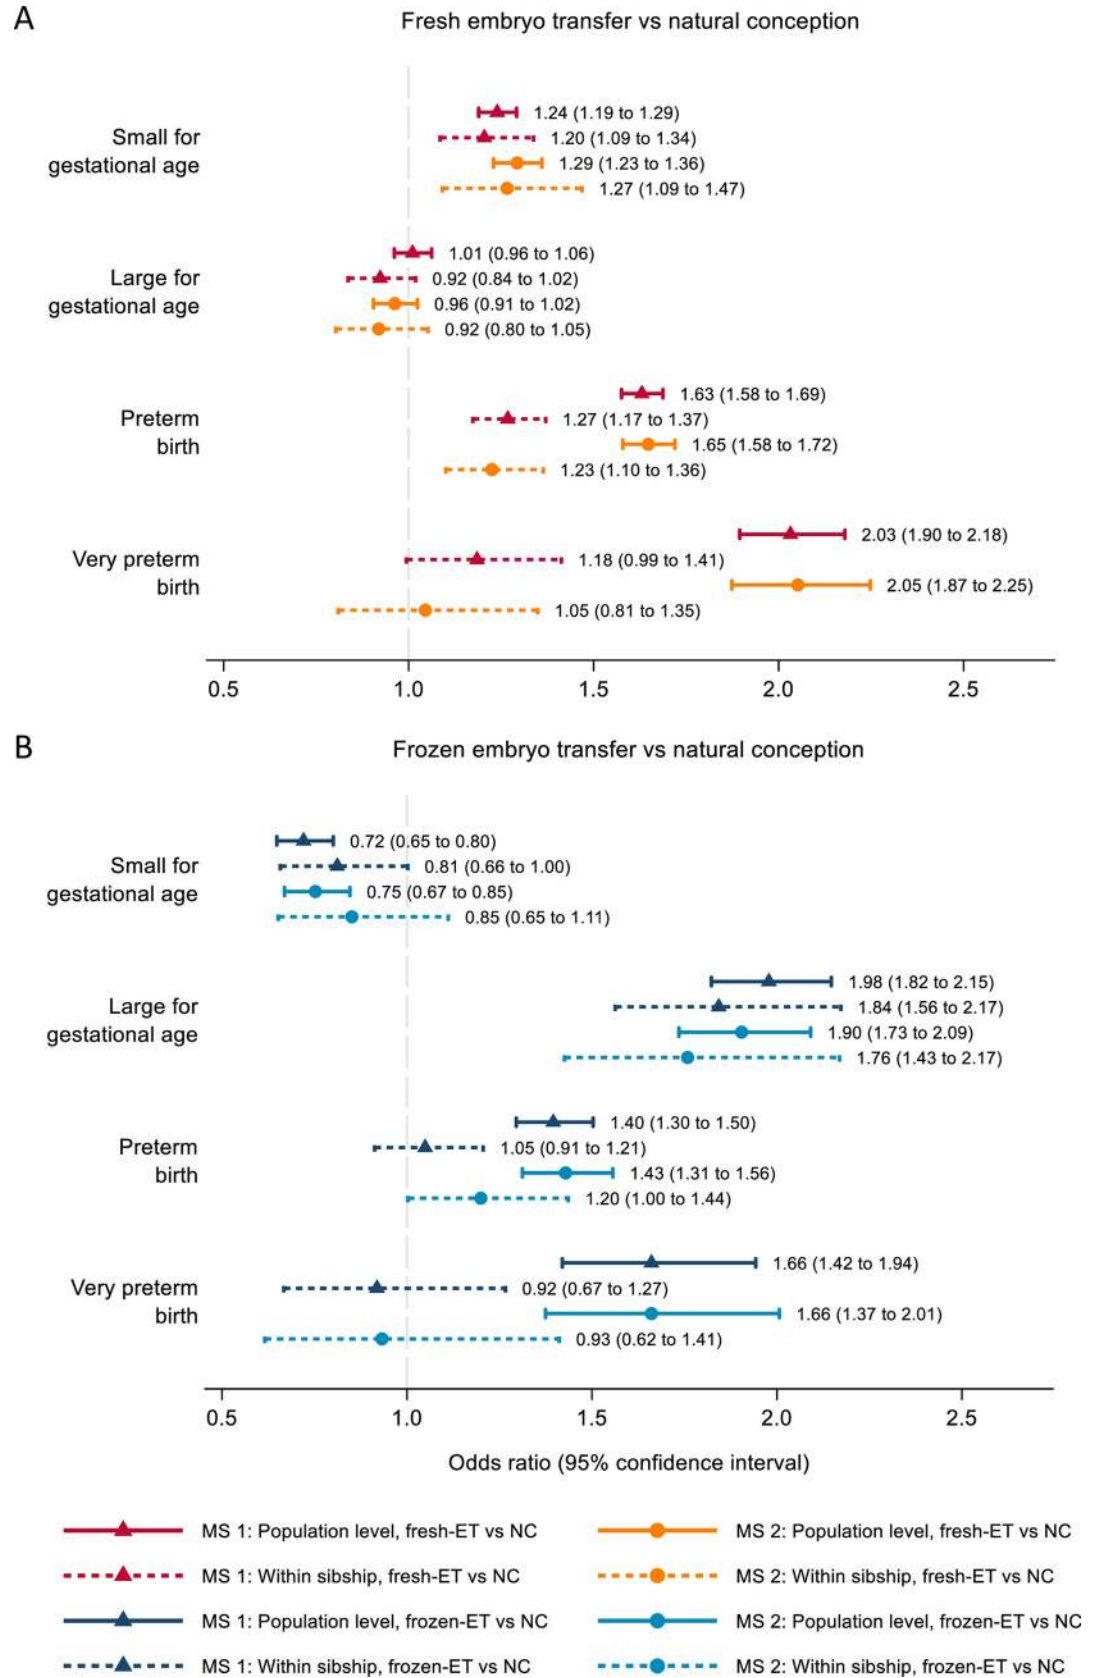 A
Fresh embryo transfer vs natural conception
Small for
gestational age
1.24 (1.19 to 1.29)
1.20 (1.09 to 1.34)
1.29 (1.23 to 1.36)
1.27 (1.09 to 1.47)
Large for
gestational age
1.01 (0.96 to 1.06)
0.92 (0.84 to 1.02)
0.96 (0.91 to 1.02)
0.92 (0.80 to 1.05)
Preterm
birth
1.63 (1.58 to 1.69)
1.27 (1.17 to 1.37)
1.65 (1.58 to 1.72)
1.23 (1.10 to 1.36)
Very preterm
birth
2.03 (1.90 to 2.18)
1.18 (0.99 to 1.41)
2.05 (1.87 to 2.25)
1.05 (0.81 to 1.35)
0.5 1.0 1.5 2.0 2.5
B
Frozen embryo transfer vs natural conception
Small for
gestational age
0.72 (0.65 to 0.80)
0.81 (0.66 to 1.00)
0.75 (0.67 to 0.85)
0.85 (0.65 to 1.11)
Large for
gestational age
1.98 (1.82 to 2.15)
1.84 (1.56 to 2.17)
1.90 (1.73 to 2.09)
1.76 (1.43 to 2.17)
Preterm
birth
1.40 (1.30 to 1.50)
1.05 (0.91 to 1.21)
1.43 (1.31 to 1.56)
1.20 (1.00 to 1.44)
Very preterm
birth
1.66 (1.42 to 1.94)
0.92 (0.67 to 1.27)
1.66 (1.37 to 2.01)
0.93 (0.62 to 1.41)
0.5 1.0 1.5 2.0 2.5
Odds ratio (95% confidence interval)
MS 1: Population level, fresh-ET vs NC
MS 2: Population level, fresh-ET vs NC
MS 1: Within sibship, fresh-ET vs NC
MS 2: Within sibship, fresh-ET vs NC
MS 1: Population level, frozen-ET vs NC
MS 2: Population level, frozen-ET vs NC
MS 1: Within sibship, frozen-ET vs NC
MS 2: Within sibship, frozen-ET vs NC